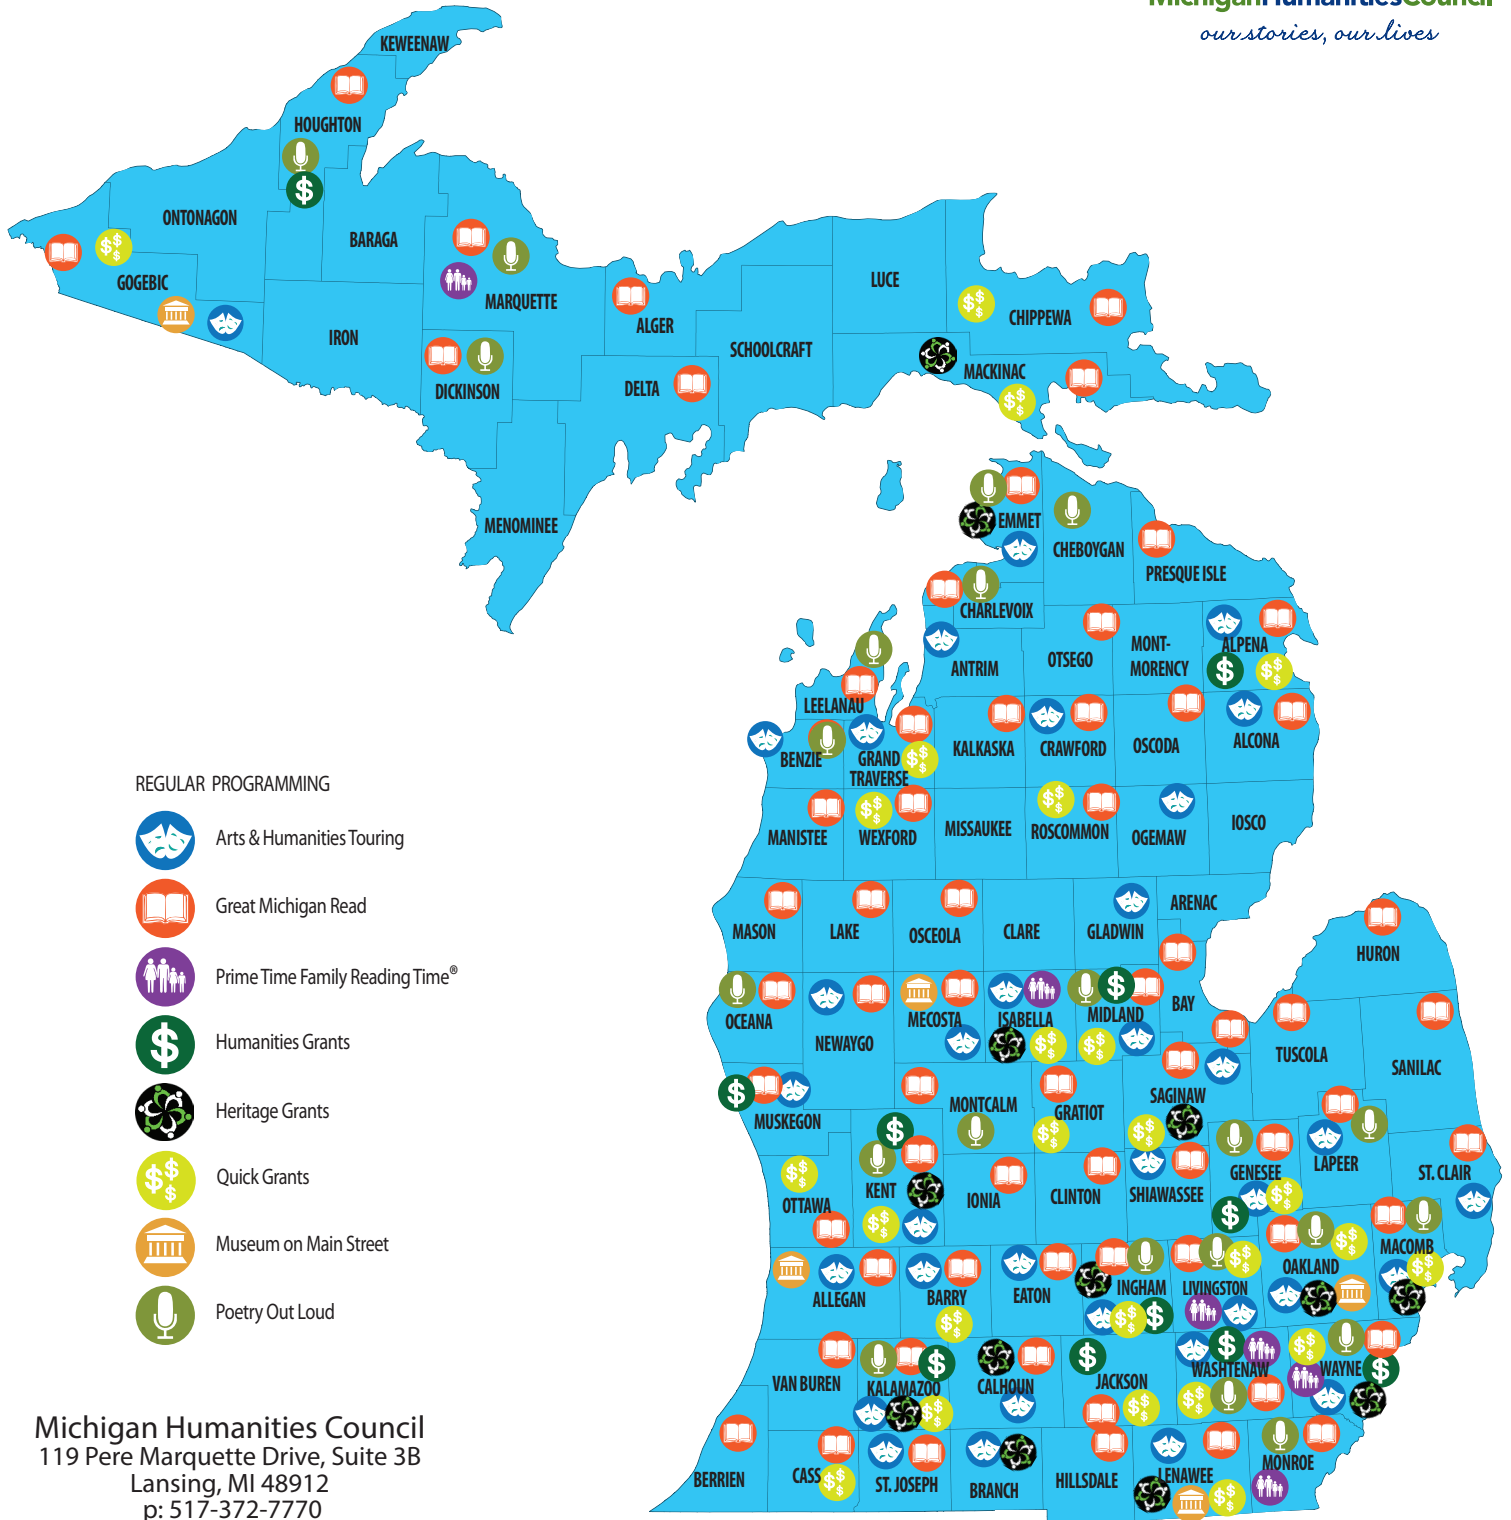 MichiganHumanitiesCouncil
our stories, our lives
KEWEENAW
HOUGHTON
ONTONAGON
BARAGA
GOGEBIC
MARQUETTE
IRON
ALGER
LUCE
CHIPPEWA
SCHOOLCRAFT
MACKINAC
DICKINSON
DELTA
MENOMINEE
EMMET
CHEBOYGAN
PRESQUE ISLE
CHARLEVOIX
ANTRIM
OTSEGO
MONT-
MORENCY
ALPENA
LEELANAU
BENZIE
GRAND
TRAVERSE
KALKASKA
CRAWFORD
OSCODA
ALCONA
MANISTEE
WEXFORD
MISSAUKEE
ROSCOMMON
OGEMAW
IOSCO
MASON
LAKE
OSCEOLA
CLARE
GLADWIN
ARENAC
HURON
OCEANA
NEWAYGO
MECOSTA
ISABELLA
MIDLAND
BAY
TUSCOLA
SANILAC
MUSKEGON
MONTCALM
GRATIOT
SAGINAW
OTTAWA
KENT
IONIA
CLINTON
SHIAWASSEE
GENESEE
LAPEER
ST. CLAIR
ALLEGAN
BARRY
EATON
INGHAM
LIVINGSTON
OAKLAND
MACOMB
VAN BUREN
KALAMAZOO
CALHOUN
JACKSON
WASHTENAW
WAYNE
BERRIEN
CASS
ST. JOSEPH
BRANCH
HILLSDALE
LENAWEE
MONROE
REGULAR PROGRAMMING
Arts & Humanities Touring
Great Michigan Read
Prime Time Family Reading Time®
Humanities Grants
Heritage Grants
Quick Grants
Museum on Main Street
Poetry Out Loud
Michigan Humanities Council
119 Pere Marquette Drive, Suite 3B
Lansing, MI 48912
p: 517-372-7770